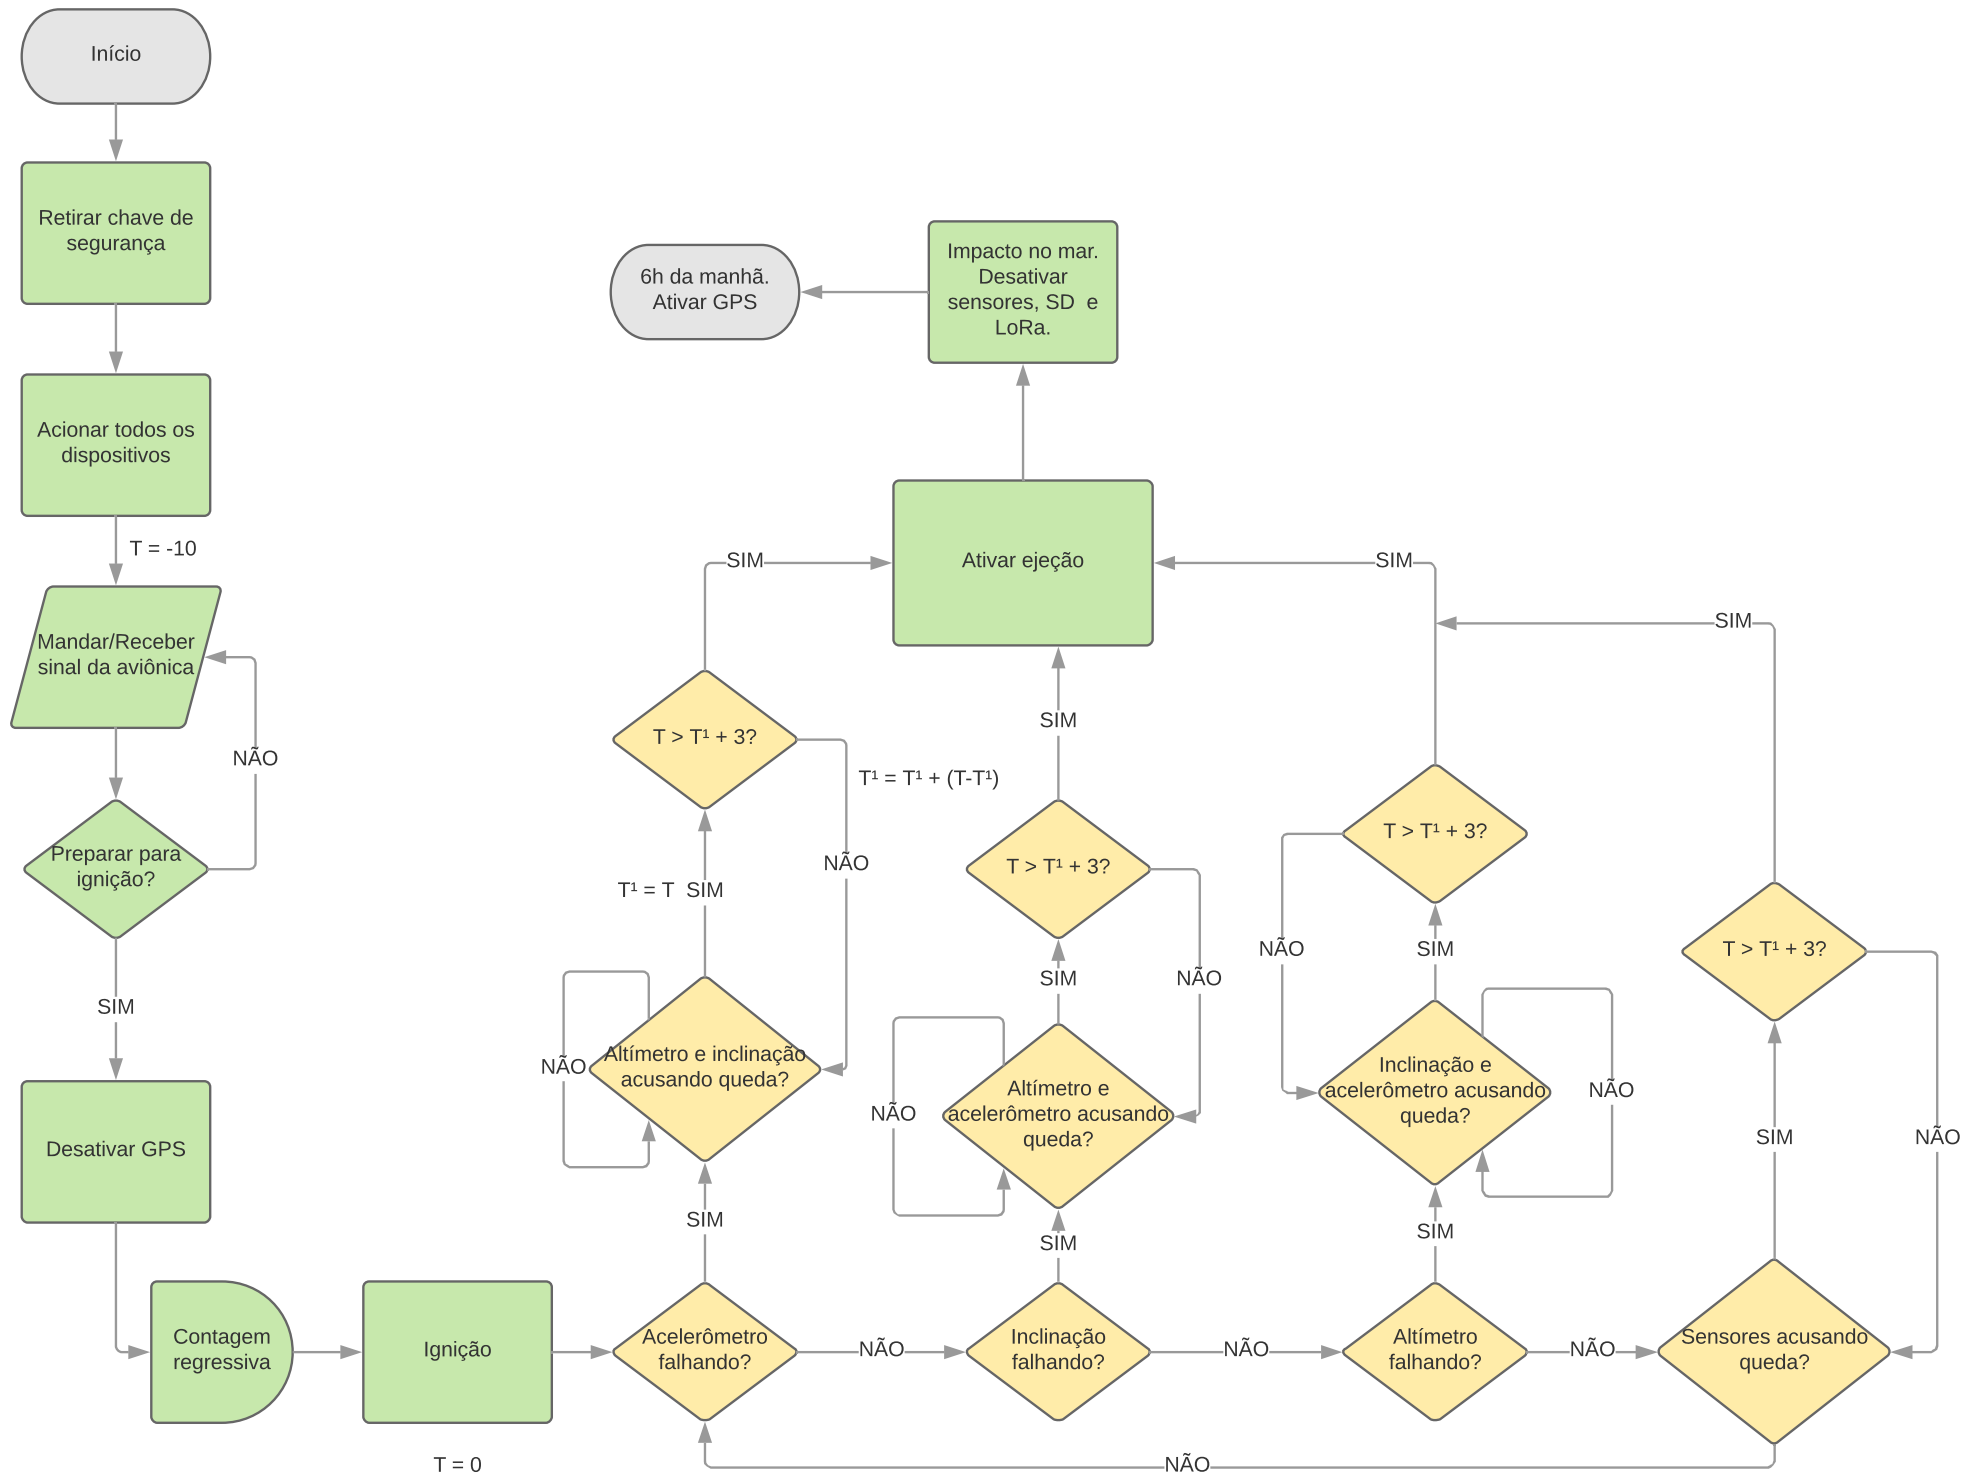 Início
Retirar chave de
segurança
Acionar todos os
dispositivos
T = -10
Mandar/Receber
sinal da aviônica
NÃO
Preparar para
ignição?
SIM
Desativar GPS
Contagem
regressiva
Ignição
T = 0
6h da manhã.
Ativar GPS
Impacto no mar.
Desativar
sensores, SD  e
LoRa.
Ativar ejeção
SIM
SIM
SIM
SIM
T > T¹ + 3?
T¹ = T¹ + (T-T¹)
NÃO
T¹ = T
SIM
NÃO
Altímetro e inclinação
acusando queda?
SIM
Acelerômetro
falhando?
NÃO
T > T¹ + 3?
SIM
NÃO
NÃO
Altímetro e
acelerômetro acusando
queda?
SIM
Inclinação
falhando?
NÃO
T > T¹ + 3?
NÃO
SIM
Inclinação e
acelerômetro acusando
queda?
NÃO
SIM
Altímetro
falhando?
NÃO
T > T¹ + 3?
SIM
NÃO
Sensores acusando
queda?
NÃO